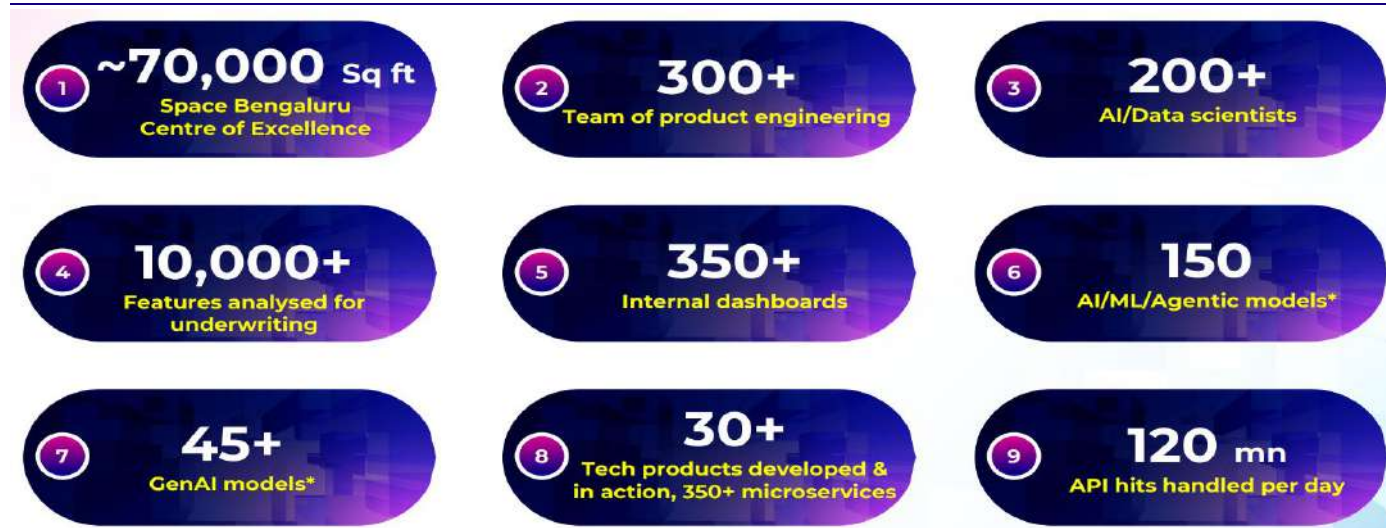 1
~70,000 Sq ft
Space Bengaluru
Centre of Excellence
2
300+
Team of product engineering
3
200+
AI/Data scientists
4
10,000+
Features analysed for
underwriting
5
350+
Internal dashboards
6
150
AI/ML/Agentic models*
7
45+
GenAI models*
8
30+
Tech products developed &
in action, 350+ microservices
9
120 mn
API hits handled per day